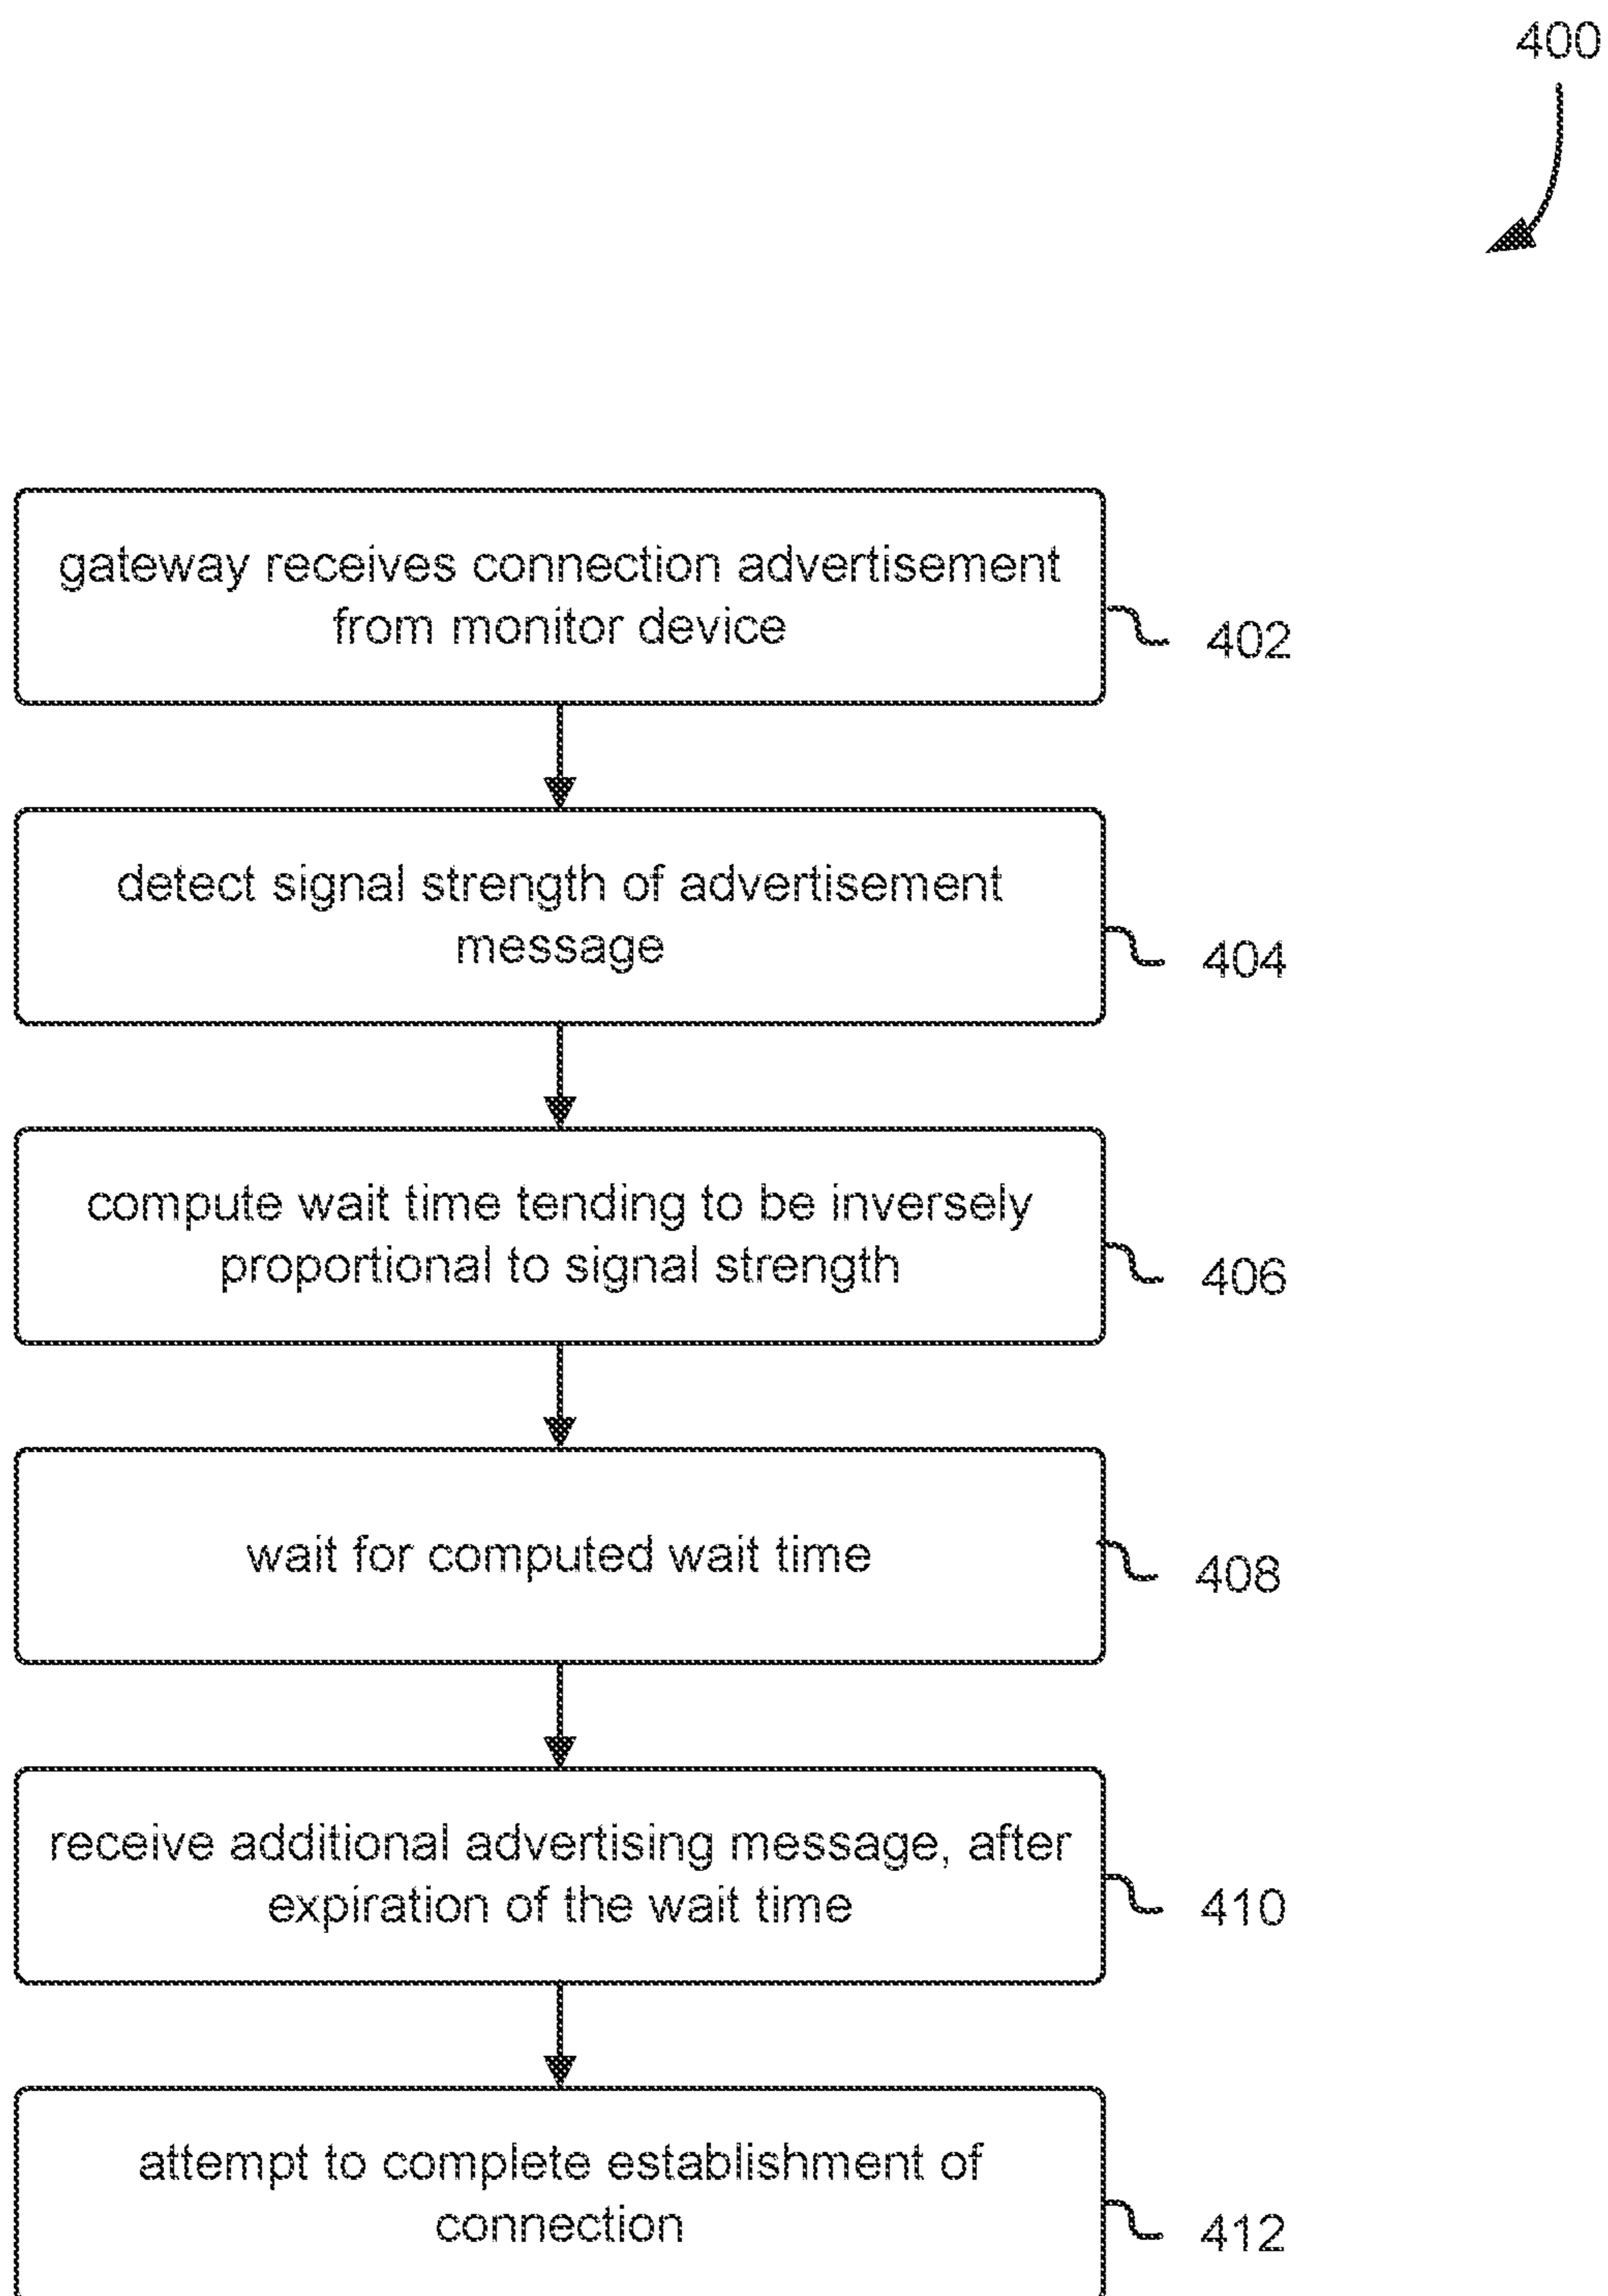 400
gateway receives connection advertisement
from monitor device
402
detect signal strength of advertisement
message
404
compute wait time tending to be inversely
proportional to signal strength
406
wait for computed wait time
408
receive additional advertising message, after
expiration of the wait time
410
attempt to complete establishment of
connection
412